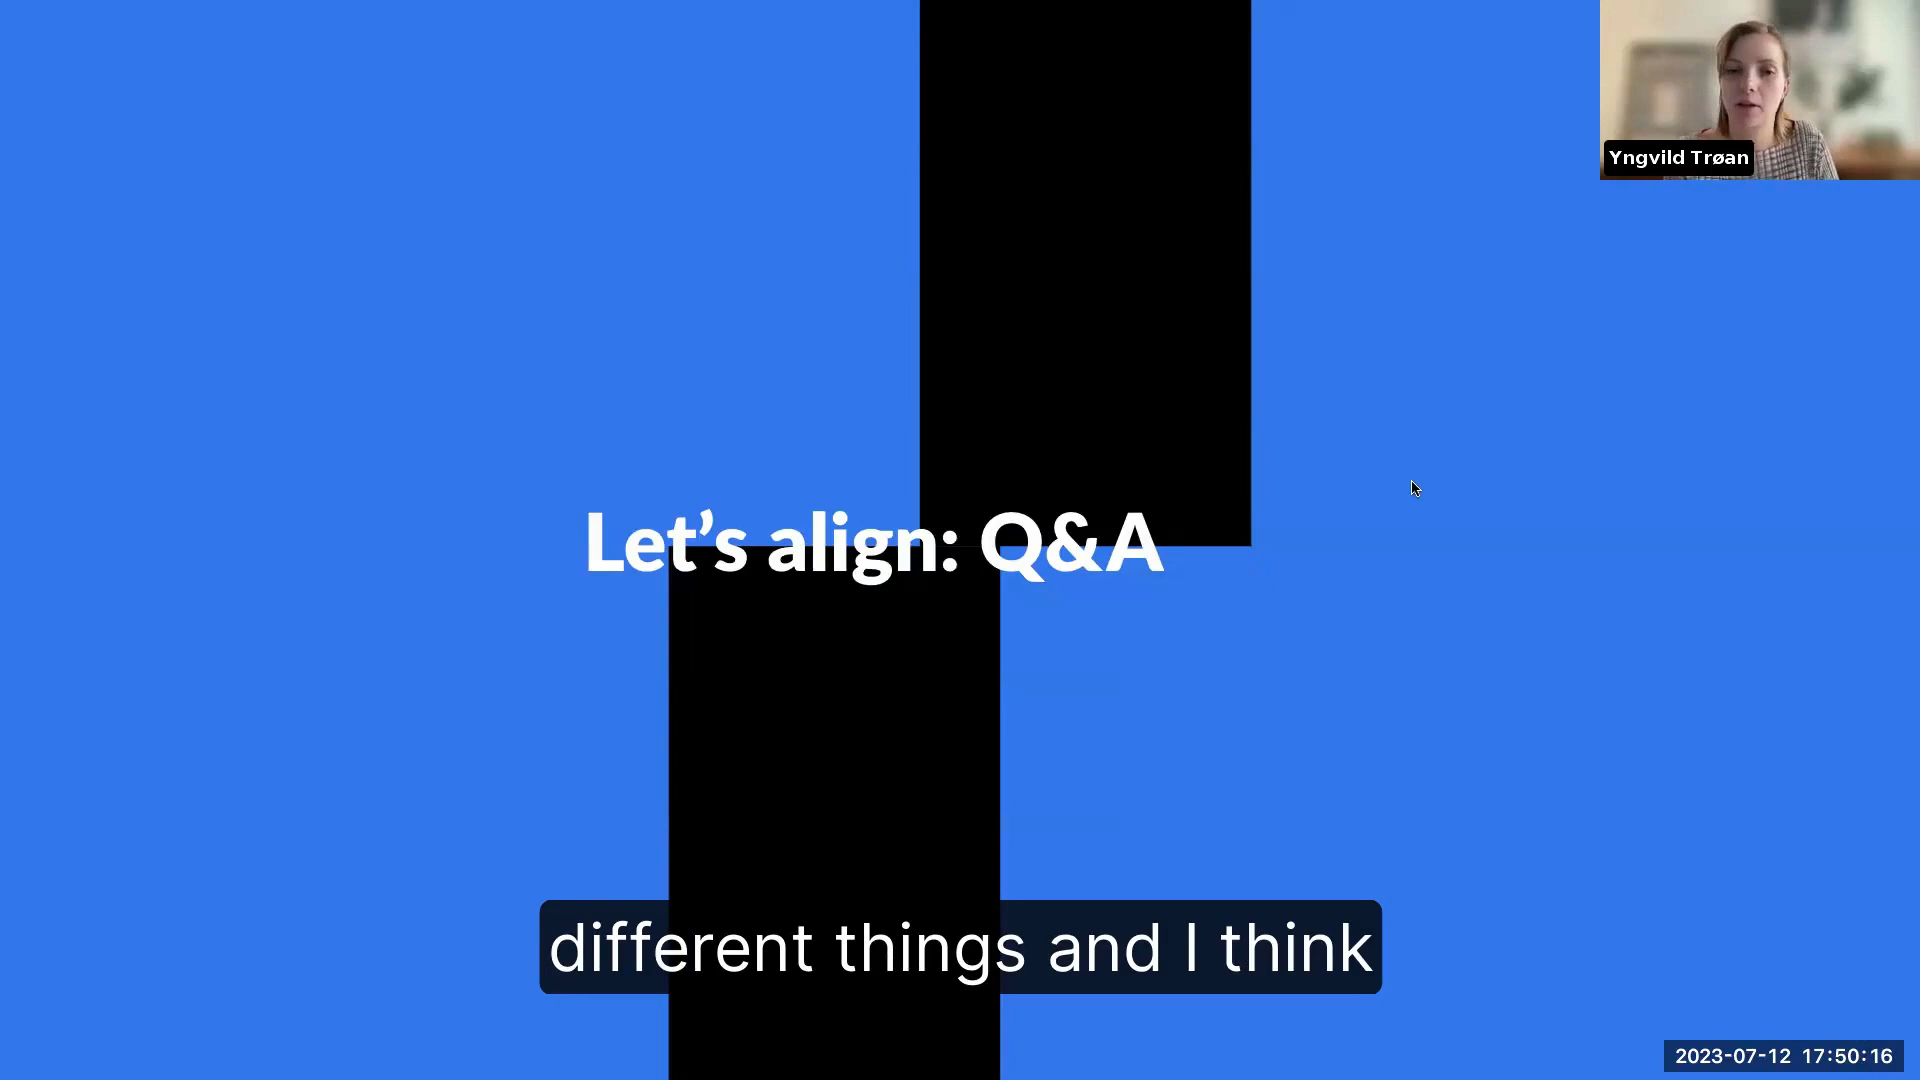 Yngvild Trøan
Let’s align: Q&A
different things and I think
2023-07-12 17:50:16